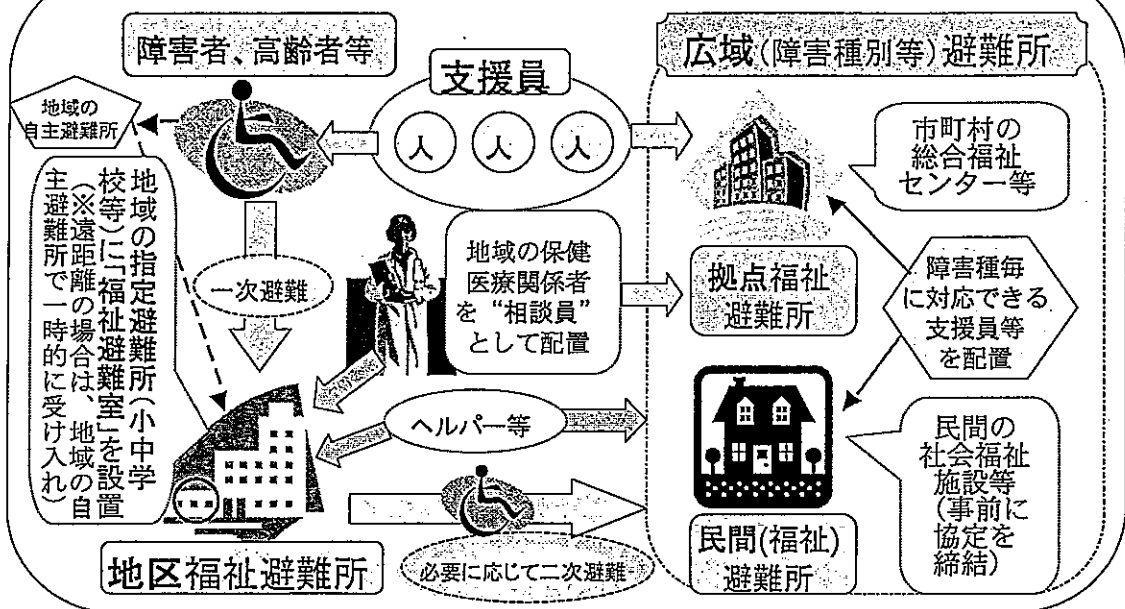 障害者、高齢者等
地域の
自主避難所
支援員
人 人 人
広域(障害種別等)避難所
市町村の
総合福祉
センター等
地域の指定避難所(小中学
校等)に「福祉避難室」を設置
(※遠距離の場合は、地域の自
主避難所で一時的に受け入れ)
一次避難
地域の保健
医療関係者
を“相談員”
として配置
拠点福祉
避難所
障害種毎
に対応できる
支援員等
を配置
ヘルパー等
民間の
社会福祉
施設等
(事前に
協定を
締結)
地区福祉避難所
必要に応じて二次避難
民間(福祉)
避難所